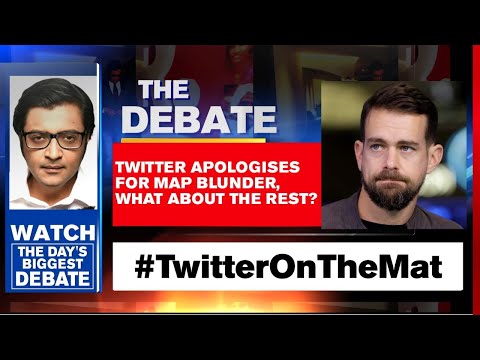 THE
DEBATE
TWITTER APOLOGISES
FOR MAP BLUNDER,
WHAT ABOUT THE REST?
WATCH
THE DAY'S
BIGGEST
DEBATE
#TwitterOnTheMat